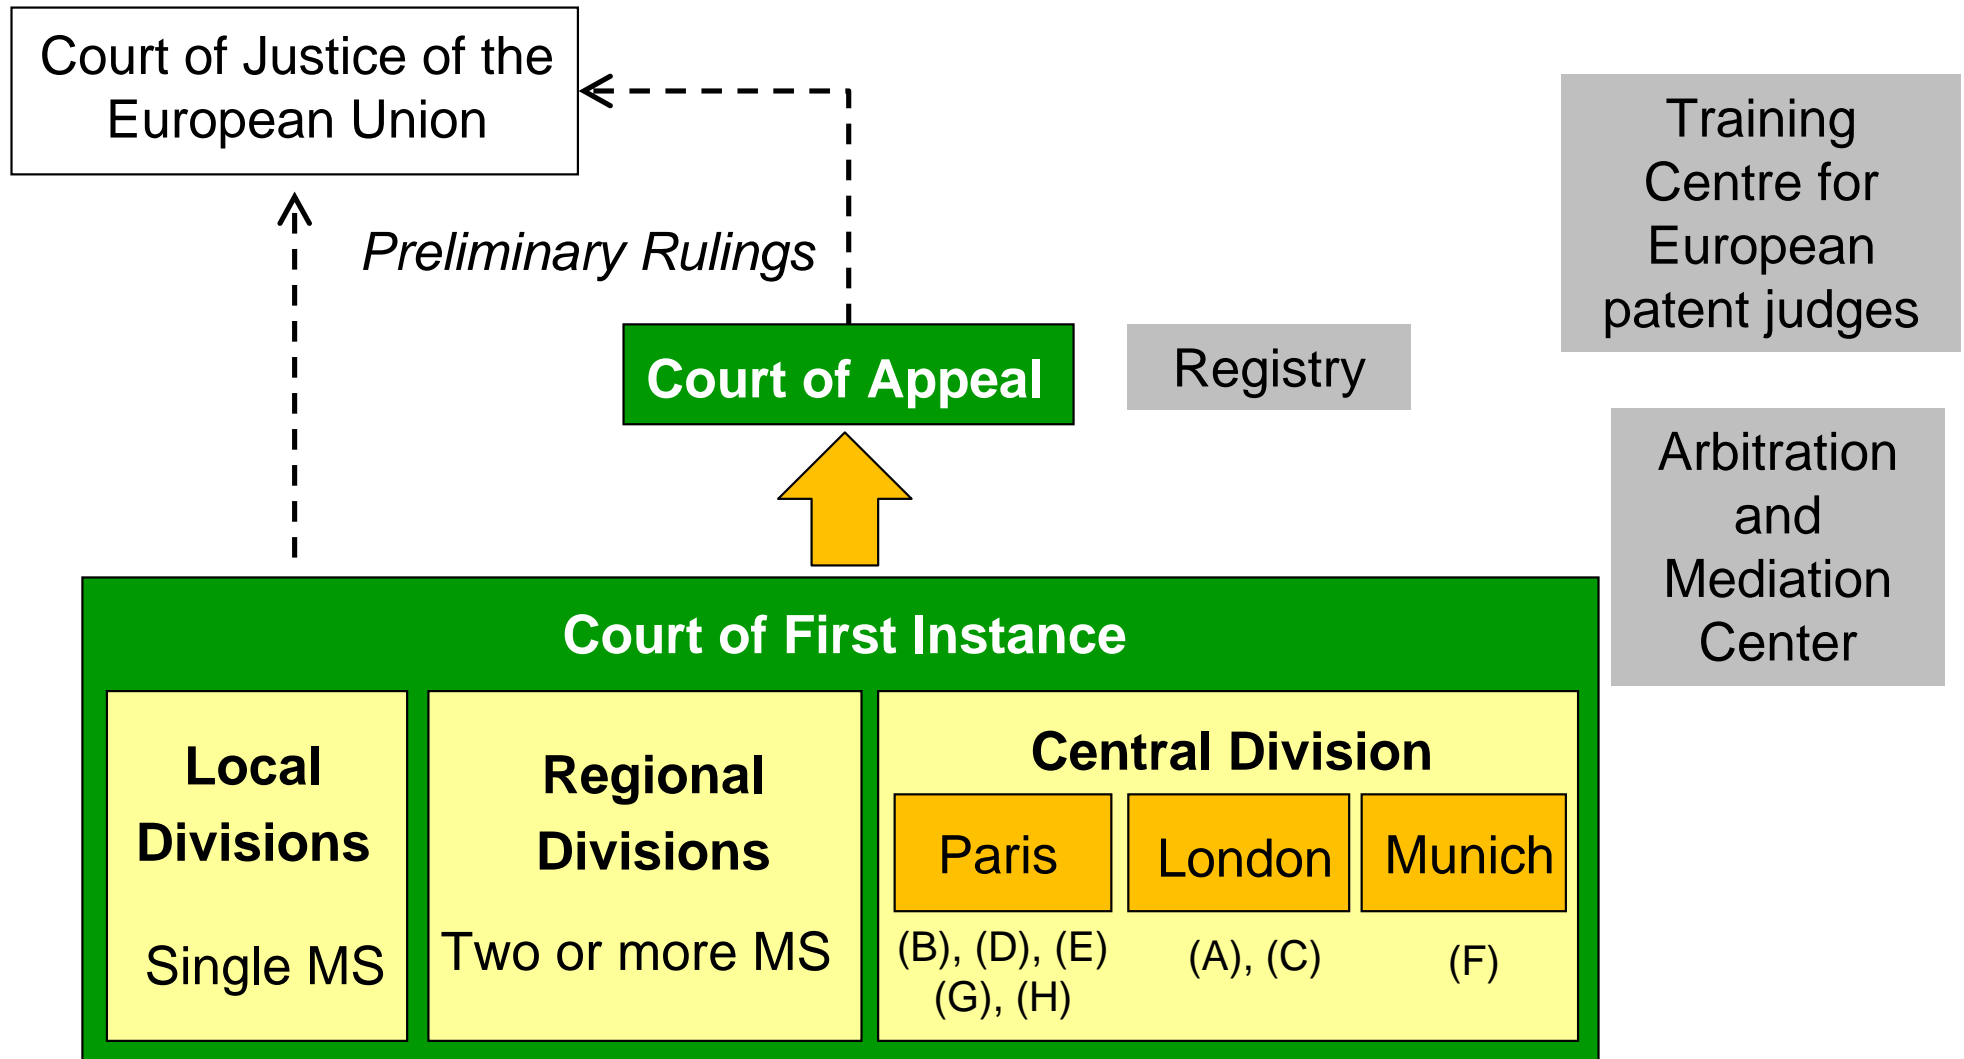 Court of Justice of the
European Union
Preliminary Rulings
Training
Centre for
European
patent judges
Court of Appeal
Registry
Arbitration
and
Mediation
Center
Court of First Instance
Local
Divisions
Single MS
Regional
Divisions
Two or more MS
Central Division
Paris
(B), (D), (E)
(G), (H)
London
(A), (C)
Munich
(F)